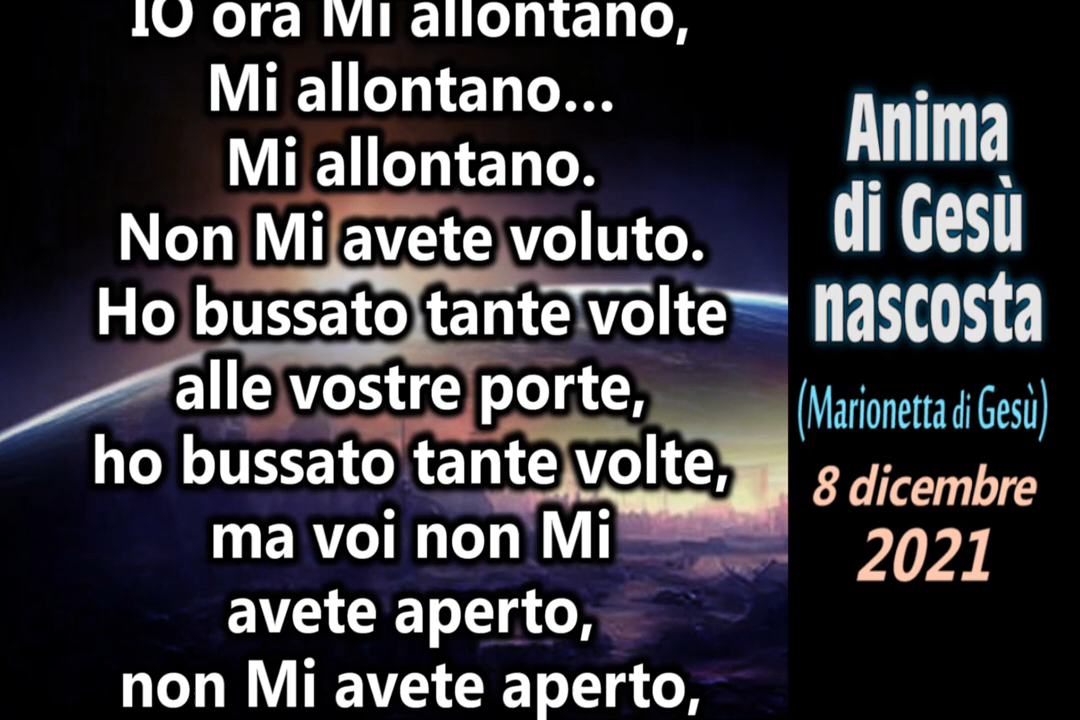 IO ora Mi allontano,
Mi allontano...
Mi allontano.
Non Mi avete voluto.
Ho bussato tante volte
alle vostre porte,
ho bussato tante volte,
ma voi non Mi
avete aperto,
non Mi avete aperto,
Anima
di Gesù
nascosta
(Marionetta di Gesù)
8 dicembre
2021